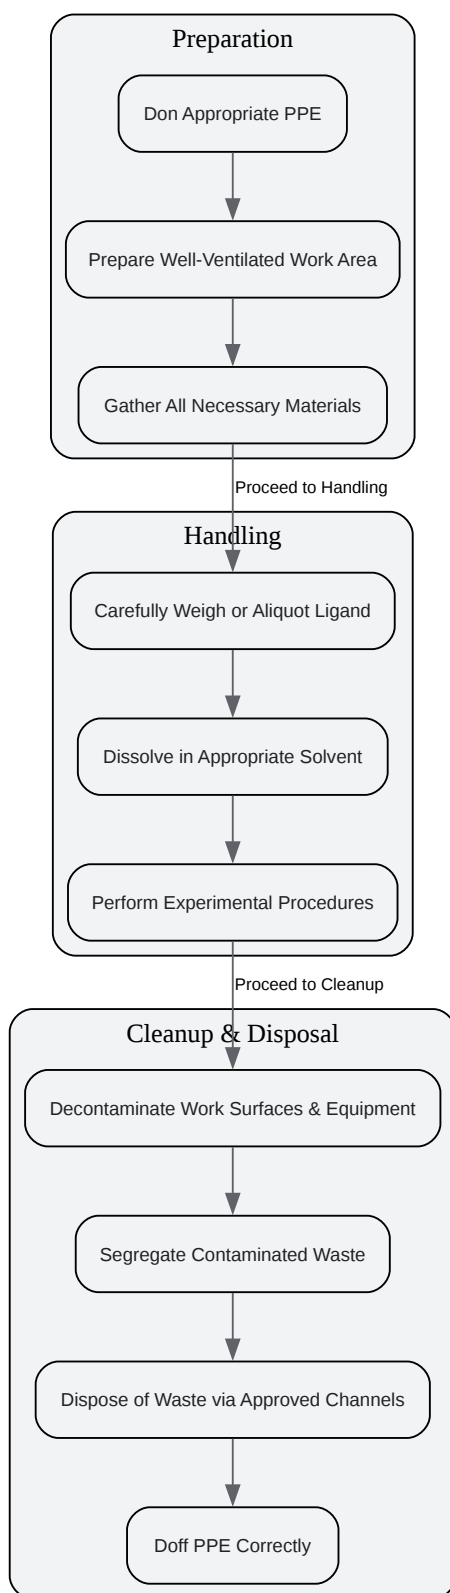 Preparation
Don Appropriate PPE
Prepare Well-Ventilated Work Area
Gather All Necessary Materials
Proceed to Handling
Handling
Carefully Weigh or Aliquot Ligand
Dissolve in Appropriate Solvent
Perform Experimental Procedures
Proceed to Cleanup
Cleanup & Disposal
Decontaminate Work Surfaces & Equipment
Segregate Contaminated Waste
Dispose of Waste via Approved Channels
Doff PPE Correctly